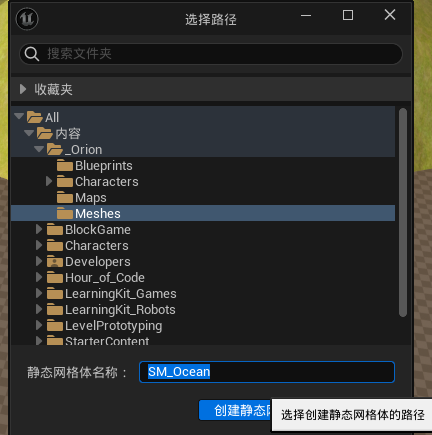 选择路径
搜索文件夹
收藏夹
All
内容
_Orion
Blueprints
Characters
Maps
Meshes
BlockGame
Characters
Developers
Hour_of_Code
LearningKit_Games
LearningKit_Robots
LevelPrototyping
StarterContent
静态网格体名称：
SM_Ocean
创建静态网
选择创建静态网格体的路径